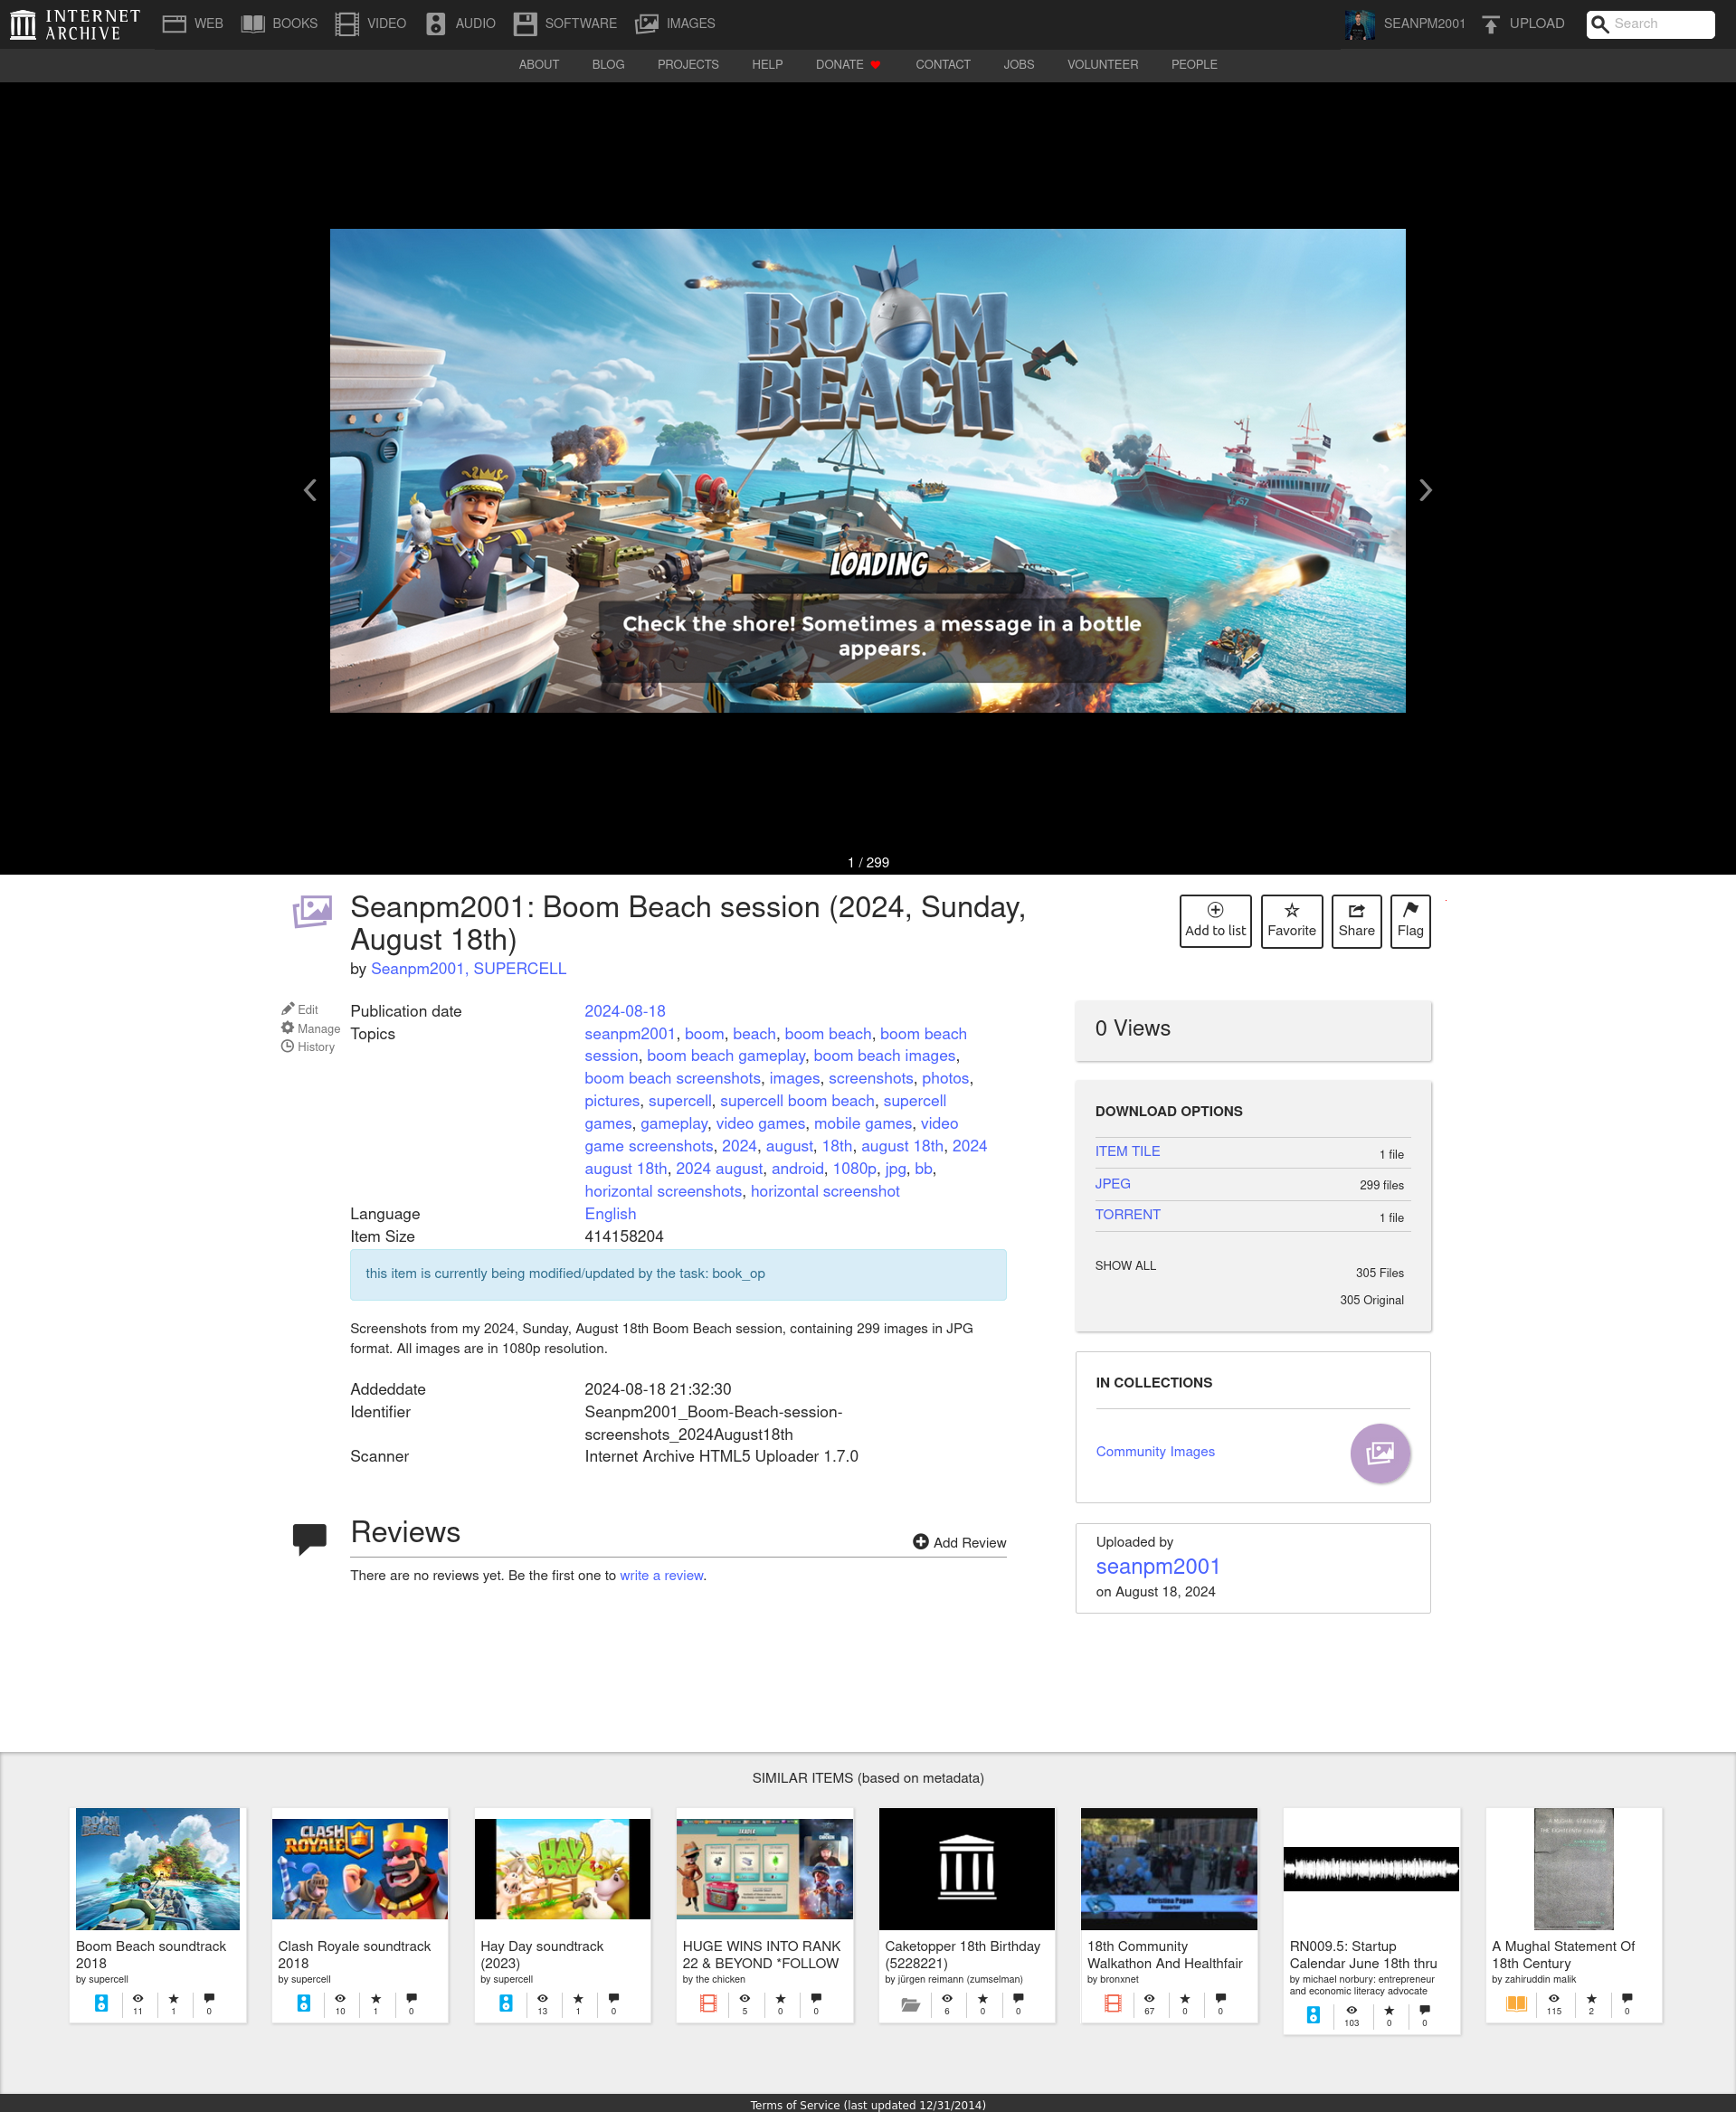 INTERNET ARCHIVE
WEB
BOOKS
VIDEO
AUDIO
SOFTWARE
IMAGES
SEANPM2001
UPLOAD
Search
ABOUT
BLOG
PROJECTS
HELP
DONATE
CONTACT
JOBS
VOLUNTEER
PEOPLE
BOOM
BEACH
LOADING
Check the shore! Sometimes a message in a bottle
appears.
1 / 299
Seanpm2001: Boom Beach session (2024, Sunday,
August 18th)
by Seanpm2001, SUPERCELL
Add to list
Favorite
Share
Flag
Edit
Manage
History
Publication date 2024-08-18
Topics seanpm2001, boom, beach, boom beach, boom beach
session, boom beach gameplay, boom beach images,
boom beach screenshots, images, screenshots, photos,
pictures, supercell, supercell boom beach, supercell
games, gameplay, video games, mobile games, video
game screenshots, 2024, august, 18th, august 18th, 2024
august 18th, 2024 august, android, 1080p, jpg, bb,
horizontal screenshots, horizontal screenshot
Language English
Item Size 414158204
this item is currently being modified/updated by the task: book_op
Screenshots from my 2024, Sunday, August 18th Boom Beach session, containing 299 images in JPG
format. All images are in 1080p resolution.
Addeddate 2024-08-18 21:32:30
Identifier Seanpm2001_Boom-Beach-session-
screenshots_2024August18th
Scanner Internet Archive HTML5 Uploader 1.7.0
Reviews
Add Review
There are no reviews yet. Be the first one to write a review.
0 Views
DOWNLOAD OPTIONS
ITEM TILE 1 file
JPEG 299 files
TORRENT 1 file
SHOW ALL 305 Files
305 Original
IN COLLECTIONS
Community Images
Uploaded by
seanpm2001
on August 18, 2024
SIMILAR ITEMS (based on metadata)
BOOM
BEACH
Boom Beach soundtrack
2018
by supercell
11 1 0
CLASH
ROYALE
Clash Royale soundtrack
2018
by supercell
10 1 0
HAY
DAY
Hay Day soundtrack
(2023)
by supercell
13 1 0
HUGE WINS INTO RANK
22 & BEYOND *FOLLOW
by the chicken
5 0 0
Caketopper 18th Birthday
(5228221)
by jürgen reimann (zumselman)
6 0 0
Christina Pagan
Reporter
18th Community
Walkathon And Healthfair
by bronxnet
67 0 0
RN009.5: Startup
Calendar June 18th thru
by michael norbury: entrepreneur
and economic literacy advocate
103 0 0
A Mughal Statement Of
18th Century
by zahiruddin malik
115 2 0
Terms of Service (last updated 12/31/2014)